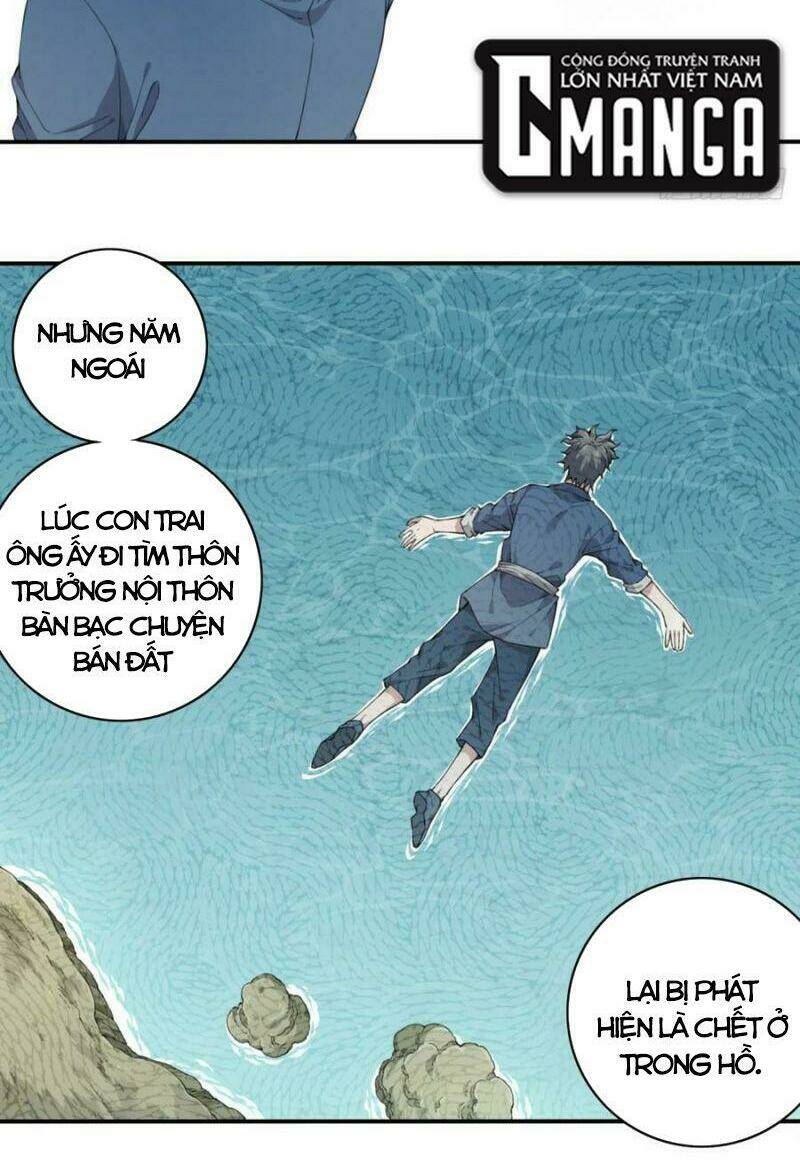 CỘNG ĐỒNG TRUYỆN TRANH
LỚN NHẤT VIỆT NAM
CMANGA
NHƯNG NĂM
NGOÁI
LÚC CON TRAI
ÔNG ẤY ĐI TÌM THÔN
TRƯỞNG NỘI THÔN
BÀN BẠC CHUYỆN
BÁN ĐẤT
LẠI BỊ PHÁT
HIỆN LÀ CHẾT Ở
TRONG HỒ.